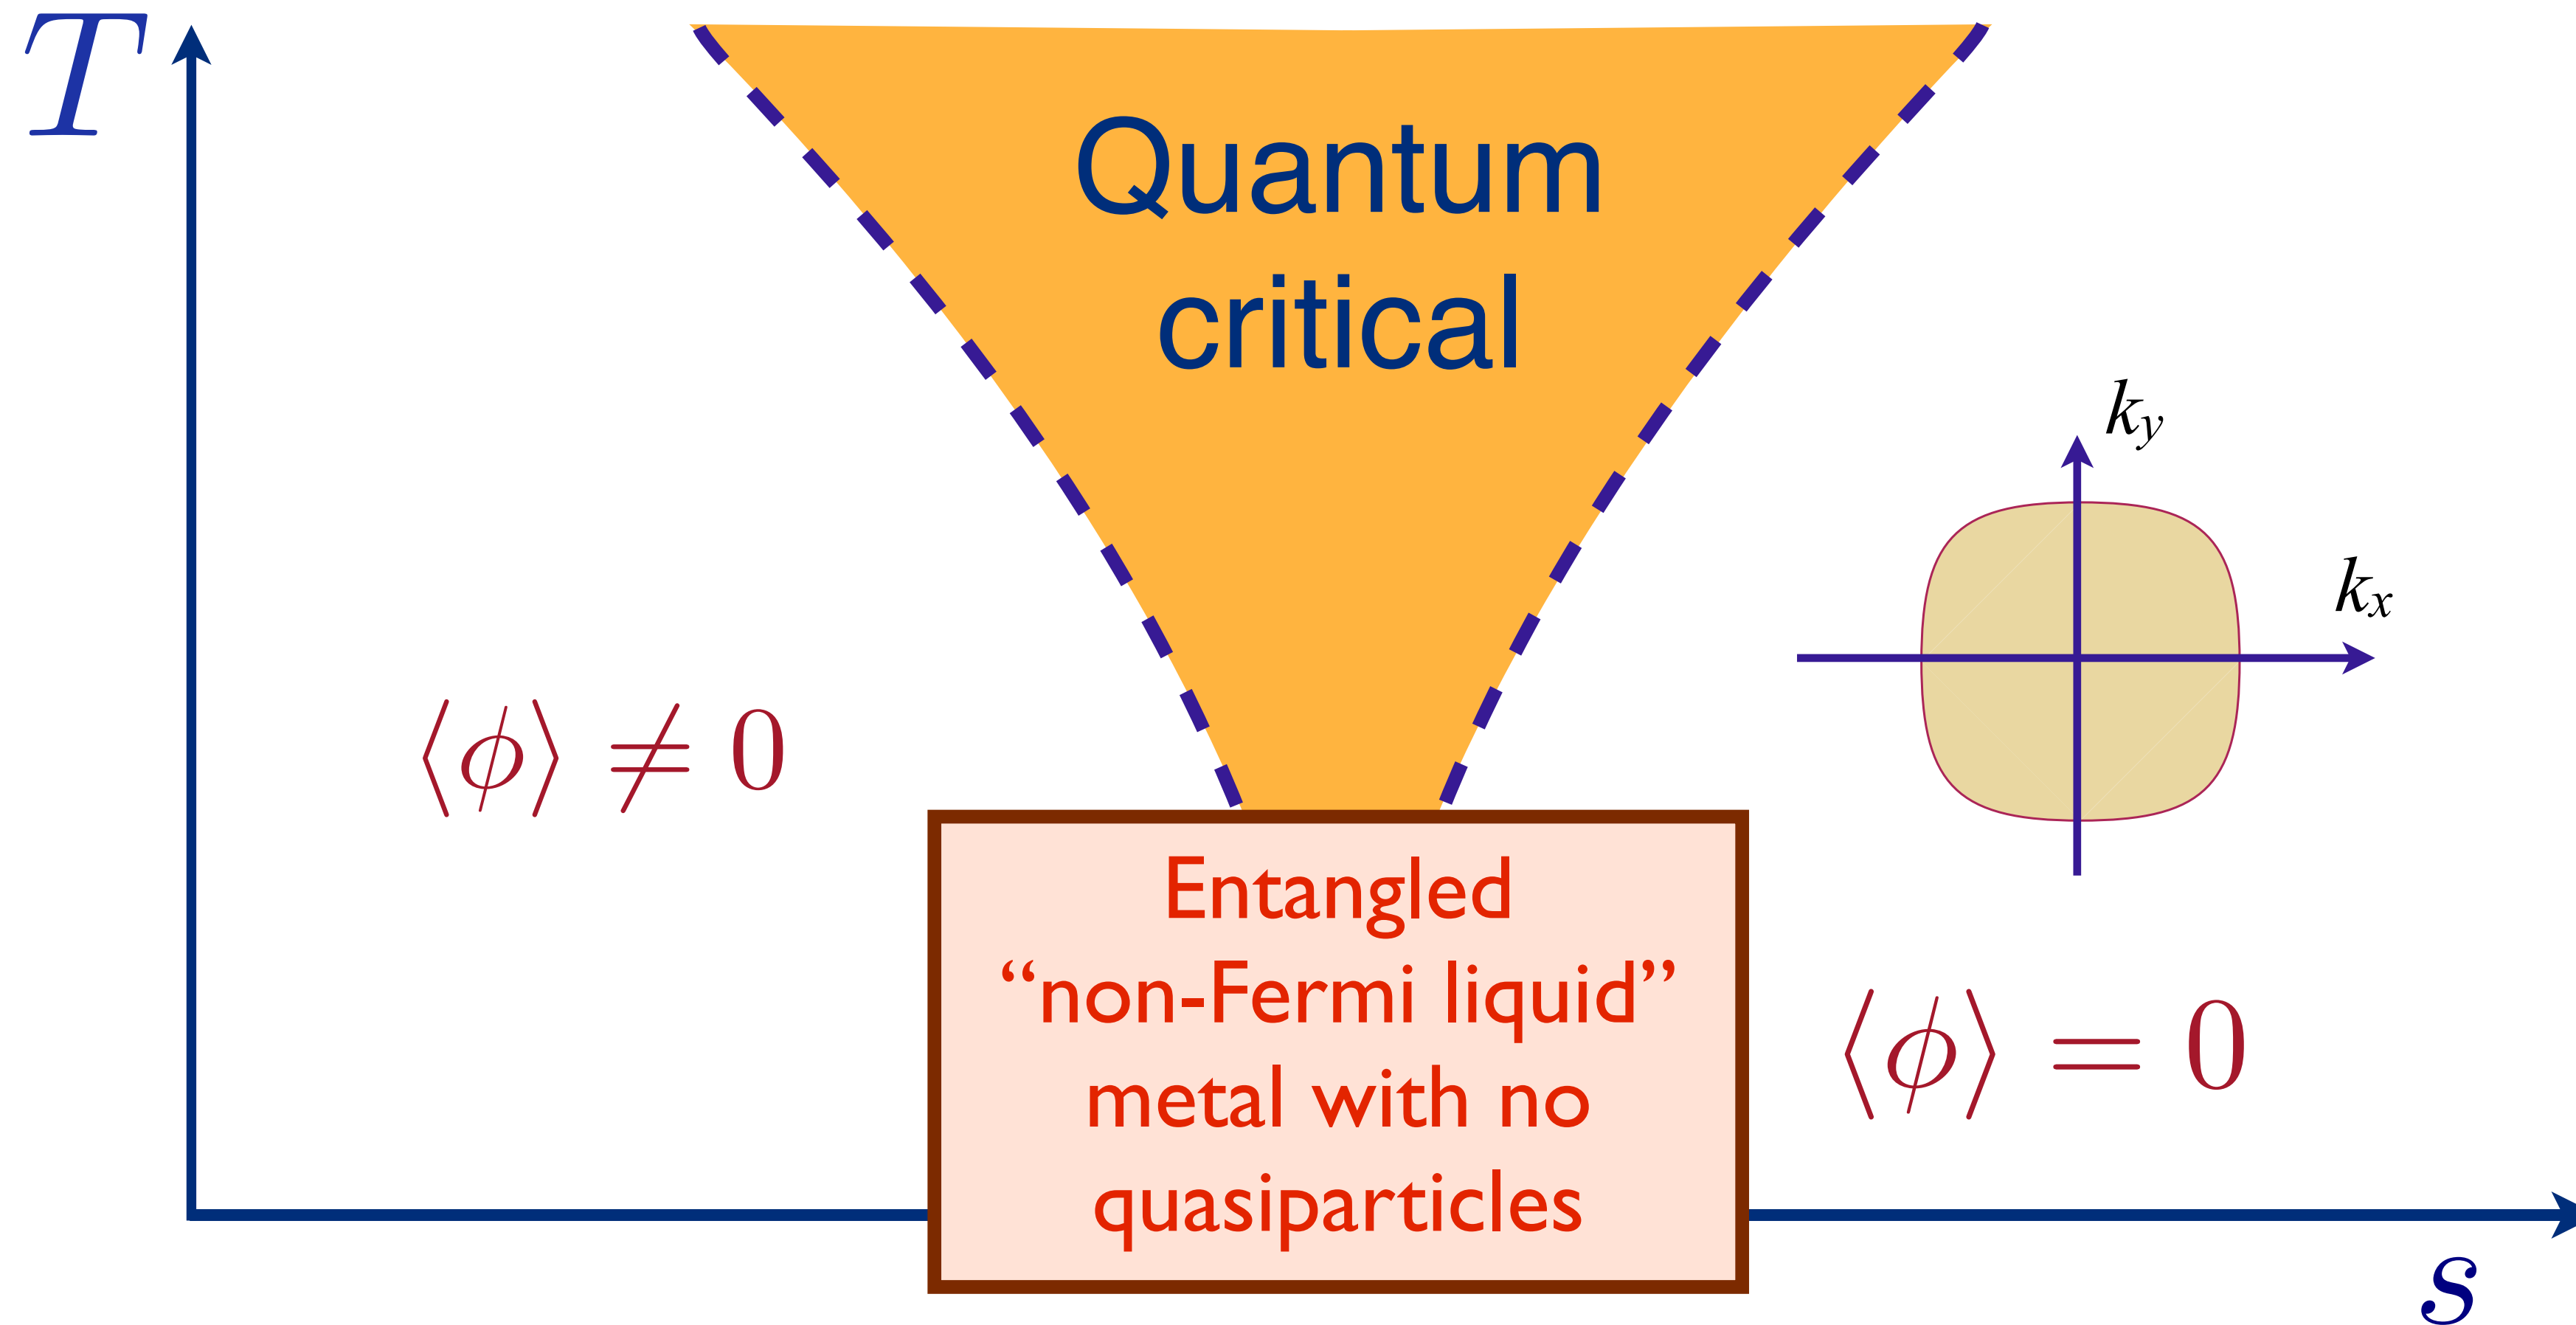 T
Quantum
critical
k_y
k_x
⟨ϕ⟩ ≠ 0
Entangled
“non-Fermi liquid”
metal with no
quasiparticles
⟨ϕ⟩ = 0
s